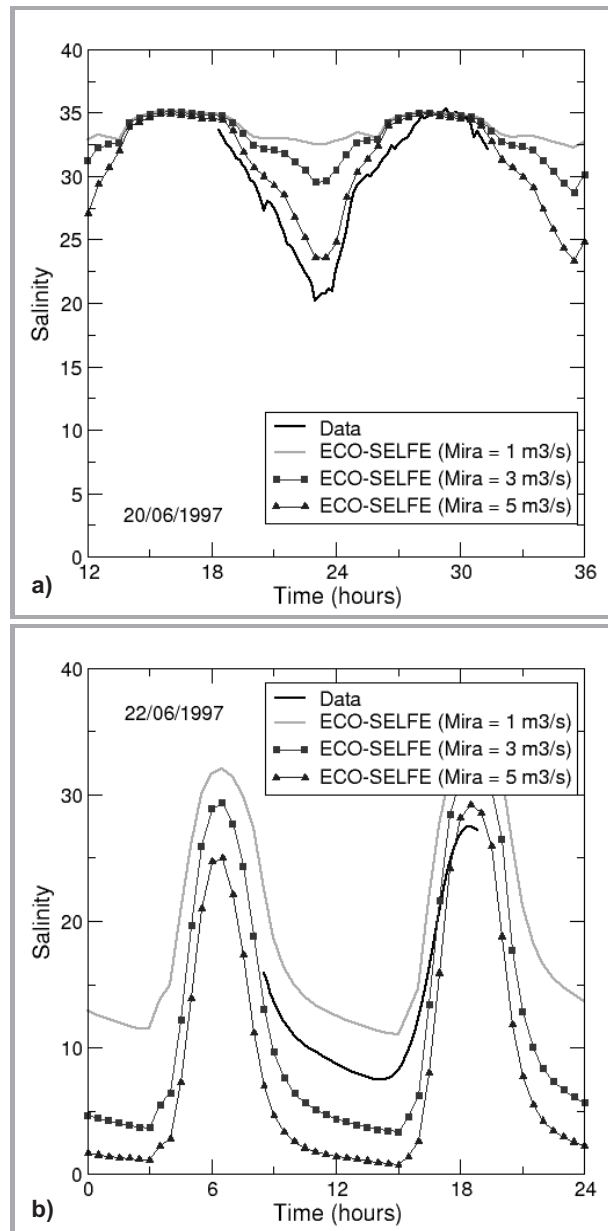 40
35
30
25
20
15
10
5
0
Salinity
Data
ECO-SELFE (Mira = 1 m3/s)
ECO-SELFE (Mira = 3 m3/s)
ECO-SELFE (Mira = 5 m3/s)
20/06/1997
12 18 24 30 36
Time (hours)
a)
40
30
20
10
0
Salinity
22/06/1997
Data
ECO-SELFE (Mira = 1 m3/s)
ECO-SELFE (Mira = 3 m3/s)
ECO-SELFE (Mira = 5 m3/s)
0 6 12 18 24
Time (hours)
b)